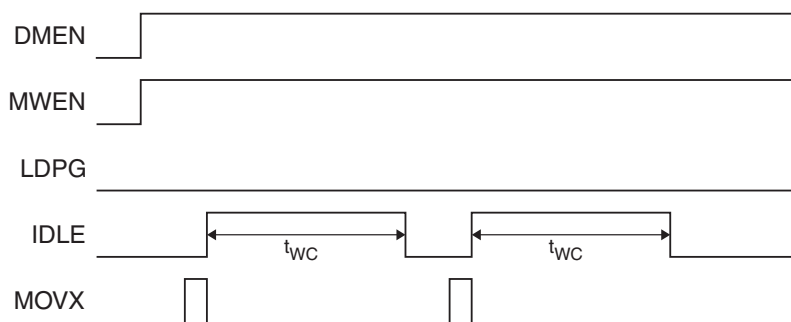 DMEN
MWEN
LDPG
IDLE
tWC tWC
MOVX